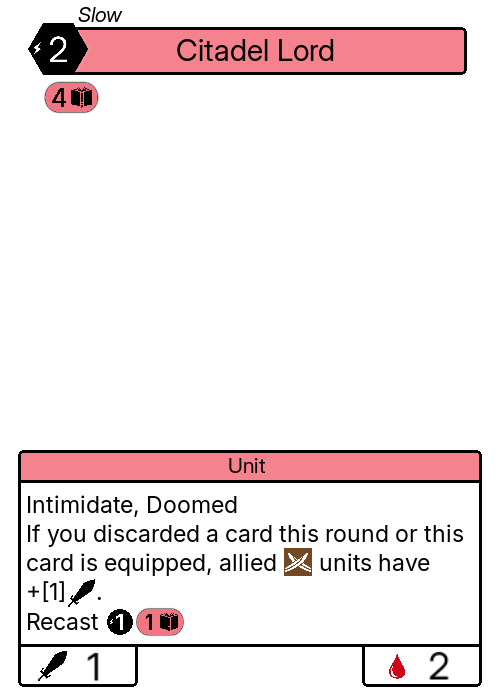 Slow
2 Citadel Lord
4
Unit
Intimidate, Doomed
If you discarded a card this round or this
card is equipped, allied units have
+[1].
Recast 1 1
1 2